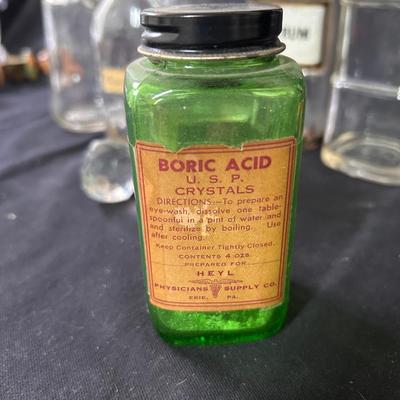 BORIC ACID
U. S. P.
CRYSTALS
DIRECTIONS:—To prepare an
eye-wash, dissolve one table-
spoonful in a pint of water and
and sterilize by boiling. Use
after cooling.
Keep Container Tightly Closed.
CONTENTS 4 OZS.
PREPARED FOR
HEYL
PHYSICIANS SUPPLY CO.
ERIE, PA.
UM